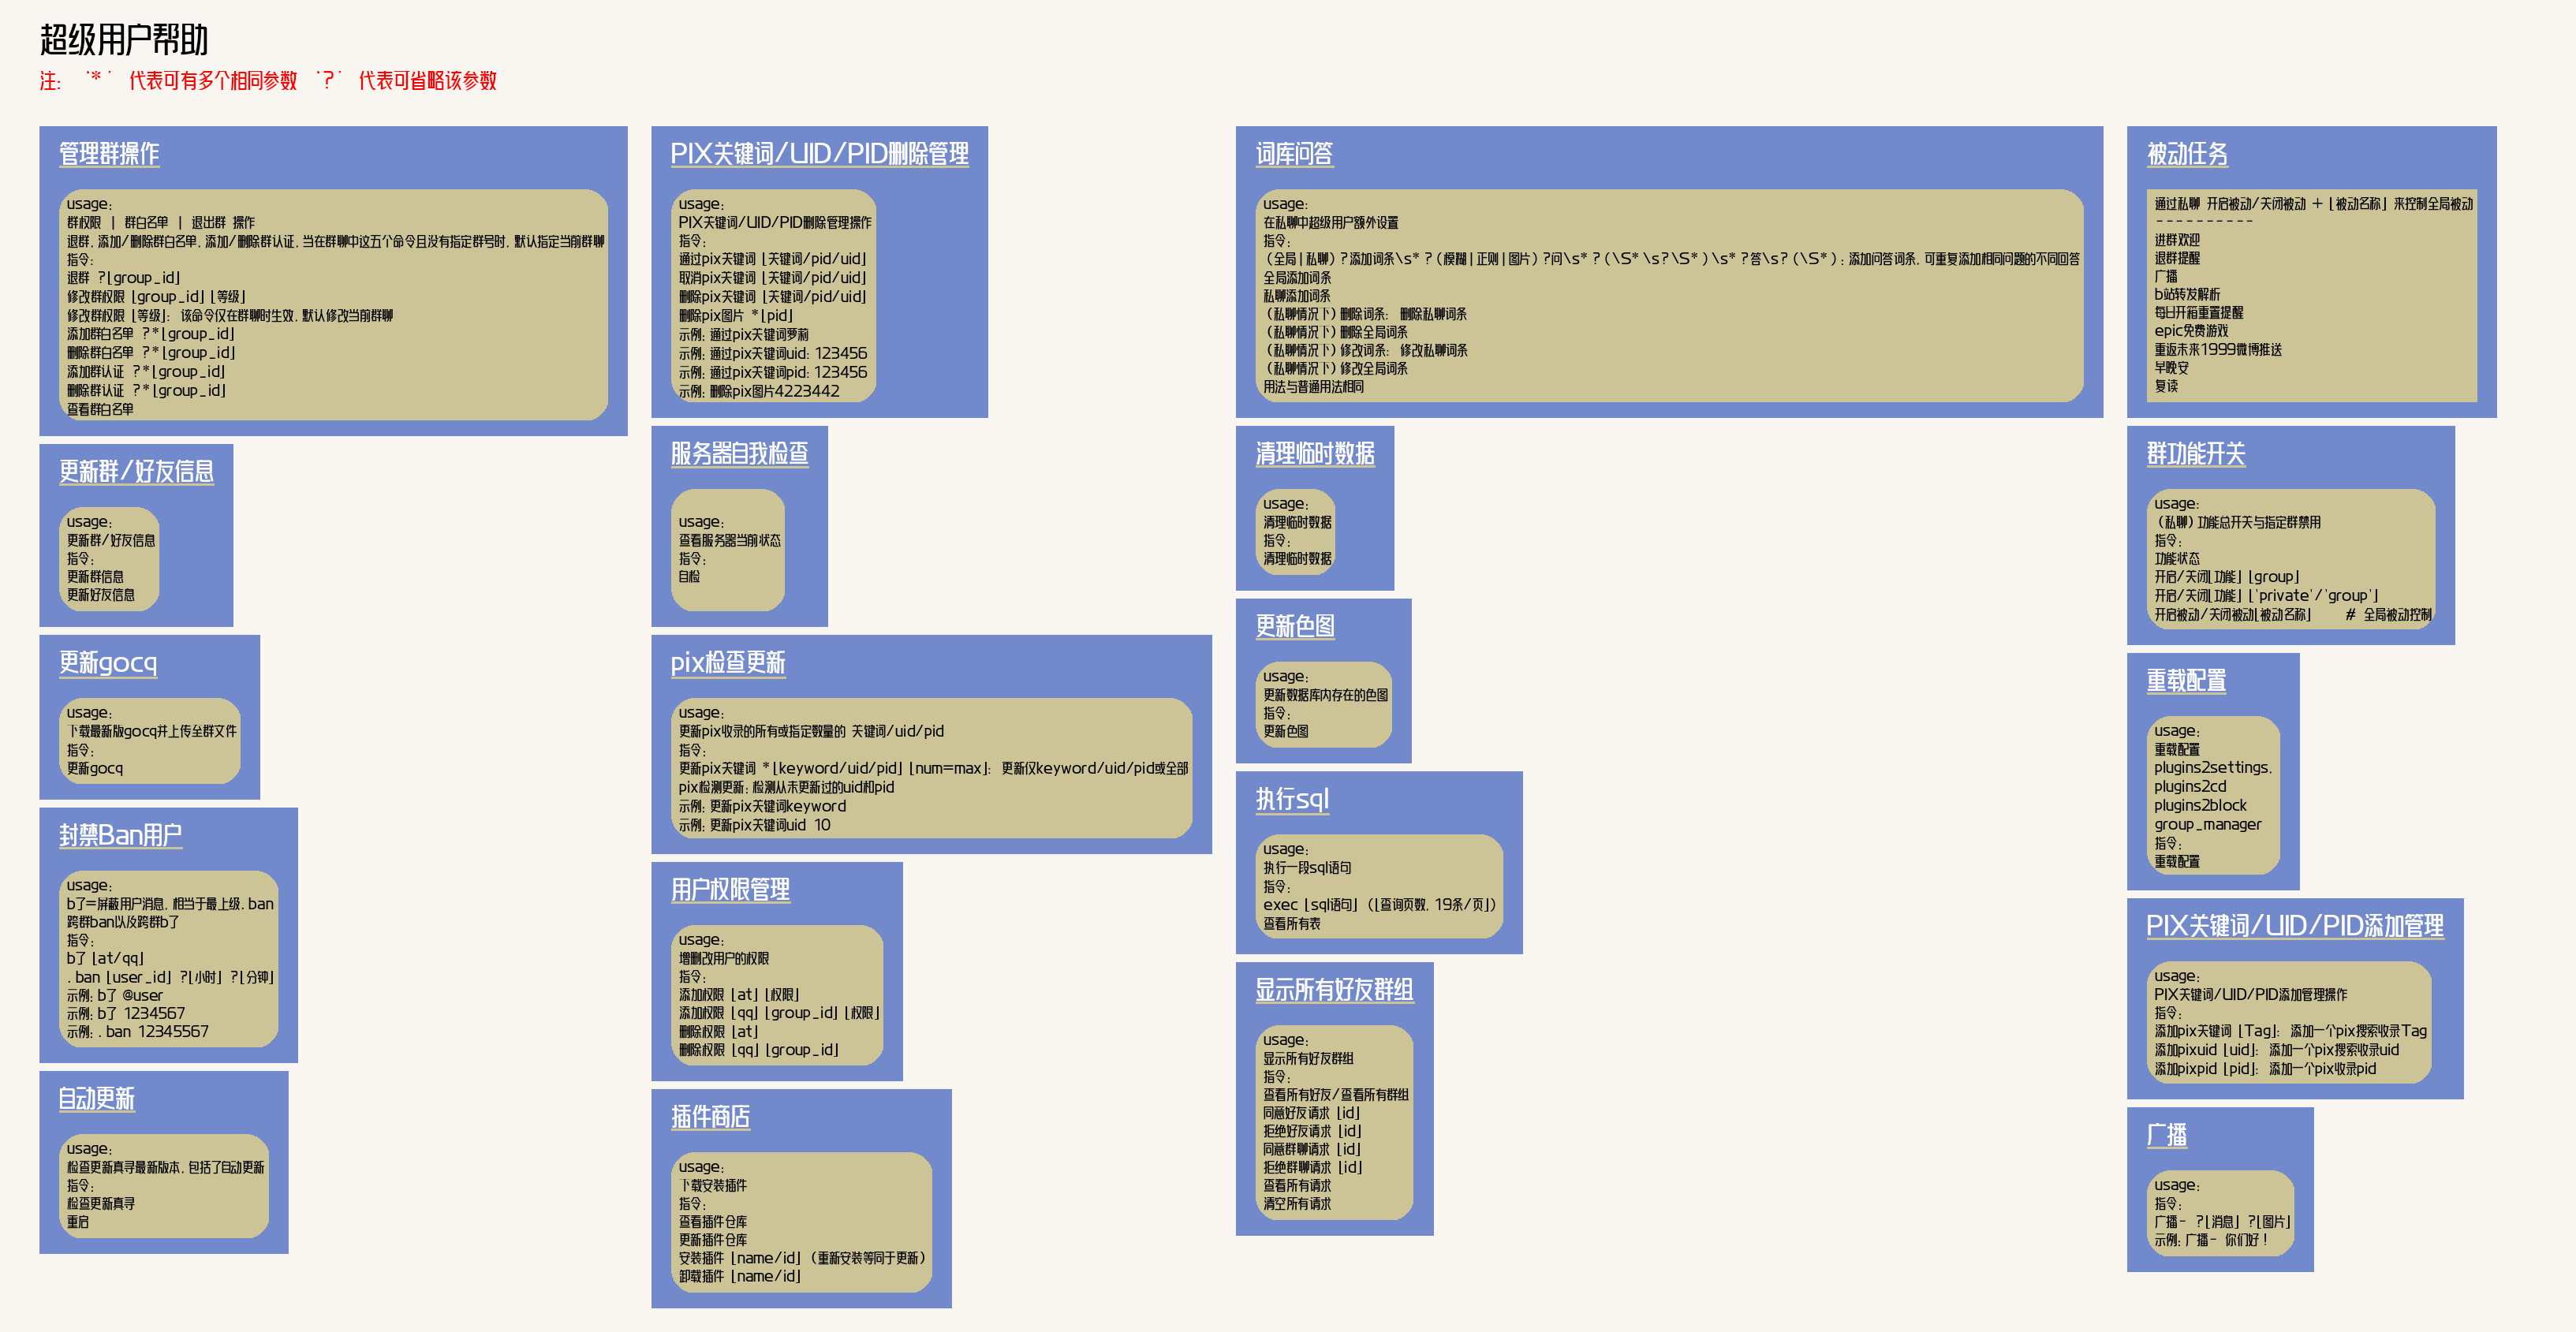 超级用户帮助
注: '*' 代表可有多个相同参数 '?' 代表可省略该参数
管理群操作
usage:
群权限 | 群白名单 | 退出群 操作
退群, 添加/删除群白名单, 添加/删除群认证, 当在群聊中这五个命令且没有指定群号时, 默认指定当前群聊
指令:
退群 ?[group_id]
修改群权限 [group_id] [等级]
修改群权限 [等级]: 该命令仅在群聊时生效, 默认修改当前群聊
添加群白名单 ?*[group_id]
删除群白名单 ?*[group_id]
添加群认证 ?*[group_id]
删除群认证 ?*[group_id]
查看群白名单
更新群/好友信息
usage:
更新群/好友信息
指令:
更新群信息
更新好友信息
更新gocq
usage:
下载最新版gocq并上传至群文件
指令:
更新gocq
封禁Ban用户
usage:
b了=屏蔽用户消息, 相当于最上级.ban
跨群ban以及跨群b了
指令:
b了 [at/qq]
.ban [user_id] ?[小时] ?[分钟]
示例: b了 @user
示例: b了 1234567
示例: .ban 12345567
自动更新
usage:
检查更新真寻最新版本, 包括了自动更新
指令:
检查更新真寻
重启
PIX关键词/UID/PID删除管理
usage:
PIX关键词/UID/PID删除管理操作
指令:
通过pix关键词 [关键词/pid/uid]
取消pix关键词 [关键词/pid/uid]
删除pix关键词 [关键词/pid/uid]
删除pix图片 *[pid]
示例: 通过pix关键词萝莉
示例: 通过pix关键词uid: 123456
示例: 通过pix关键词pid: 123456
示例: 删除pix图片4223442
服务器自我检查
usage:
查看服务器当前状态
指令:
自检
pix检查更新
usage:
更新pix收录的所有或指定数量的 关键词/uid/pid
指令:
更新pix关键词 *[keyword/uid/pid] [num=max]: 更新仅keyword/uid/pid或全部
pix检测更新: 检测从未更新过的uid和pid
示例: 更新pix关键词keyword
示例: 更新pix关键词uid 10
用户权限管理
usage:
增删改用户的权限
指令:
添加权限 [at] [权限]
添加权限 [qq] [group_id] [权限]
删除权限 [at]
删除权限 [qq] [group_id]
插件商店
usage:
下载安装插件
指令:
查看插件仓库
更新插件仓库
安装插件 [name/id] (重新安装等同于更新)
卸载插件 [name/id]
词库问答
usage:
在私聊中超级用户额外设置
指令:
(全局|私聊)?添加词条\s*?(模糊|正则|图片)?问\s*?(\S*\s?\S*)\s*?答\s?(\S*): 添加问答词条, 可重复添加相同问题的不同回答
全局添加词条
私聊添加词条
(私聊情况下)删除词条: 删除私聊词条
(私聊情况下)删除全局词条
(私聊情况下)修改词条: 修改私聊词条
(私聊情况下)修改全局词条
用法与普通用法相同
清理临时数据
usage:
清理临时数据
指令:
清理临时数据
更新色图
usage:
更新数据库内存在的色图
指令:
更新色图
执行sql
usage:
执行一段sql语句
指令:
exec [sql语句] ([查询页数, 19条/页])
查看所有表
显示所有好友群组
usage:
显示所有好友群组
指令:
查看所有好友/查看所有群组
同意好友请求 [id]
拒绝好友请求 [id]
同意群聊请求 [id]
拒绝群聊请求 [id]
查看所有请求
清空所有请求
被动任务
通过私聊 开启被动/关闭被动 + [被动名称] 来控制全局被动
----------
进群欢迎
退群提醒
广播
b站转发解析
每日开箱重置提醒
epic免费游戏
重返未来1999微博推送
早晚安
复读
群功能开关
usage:
(私聊)功能总开关与指定群禁用
指令:
功能状态
开启/关闭[功能] [group]
开启/关闭[功能] ['private'/'group']
开启被动/关闭被动[被动名称] # 全局被动控制
重载配置
usage:
重载配置
plugins2settings,
plugins2cd
plugins2block
group_manager
指令:
重载配置
PIX关键词/UID/PID添加管理
usage:
PIX关键词/UID/PID添加管理操作
指令:
添加pix关键词 [Tag]: 添加一个pix搜索收录Tag
添加pixuid [uid]: 添加一个pix搜索收录uid
添加pixpid [pid]: 添加一个pix收录pid
广播
usage:
指令:
广播- ?[消息] ?[图片]
示例: 广播- 你们好!